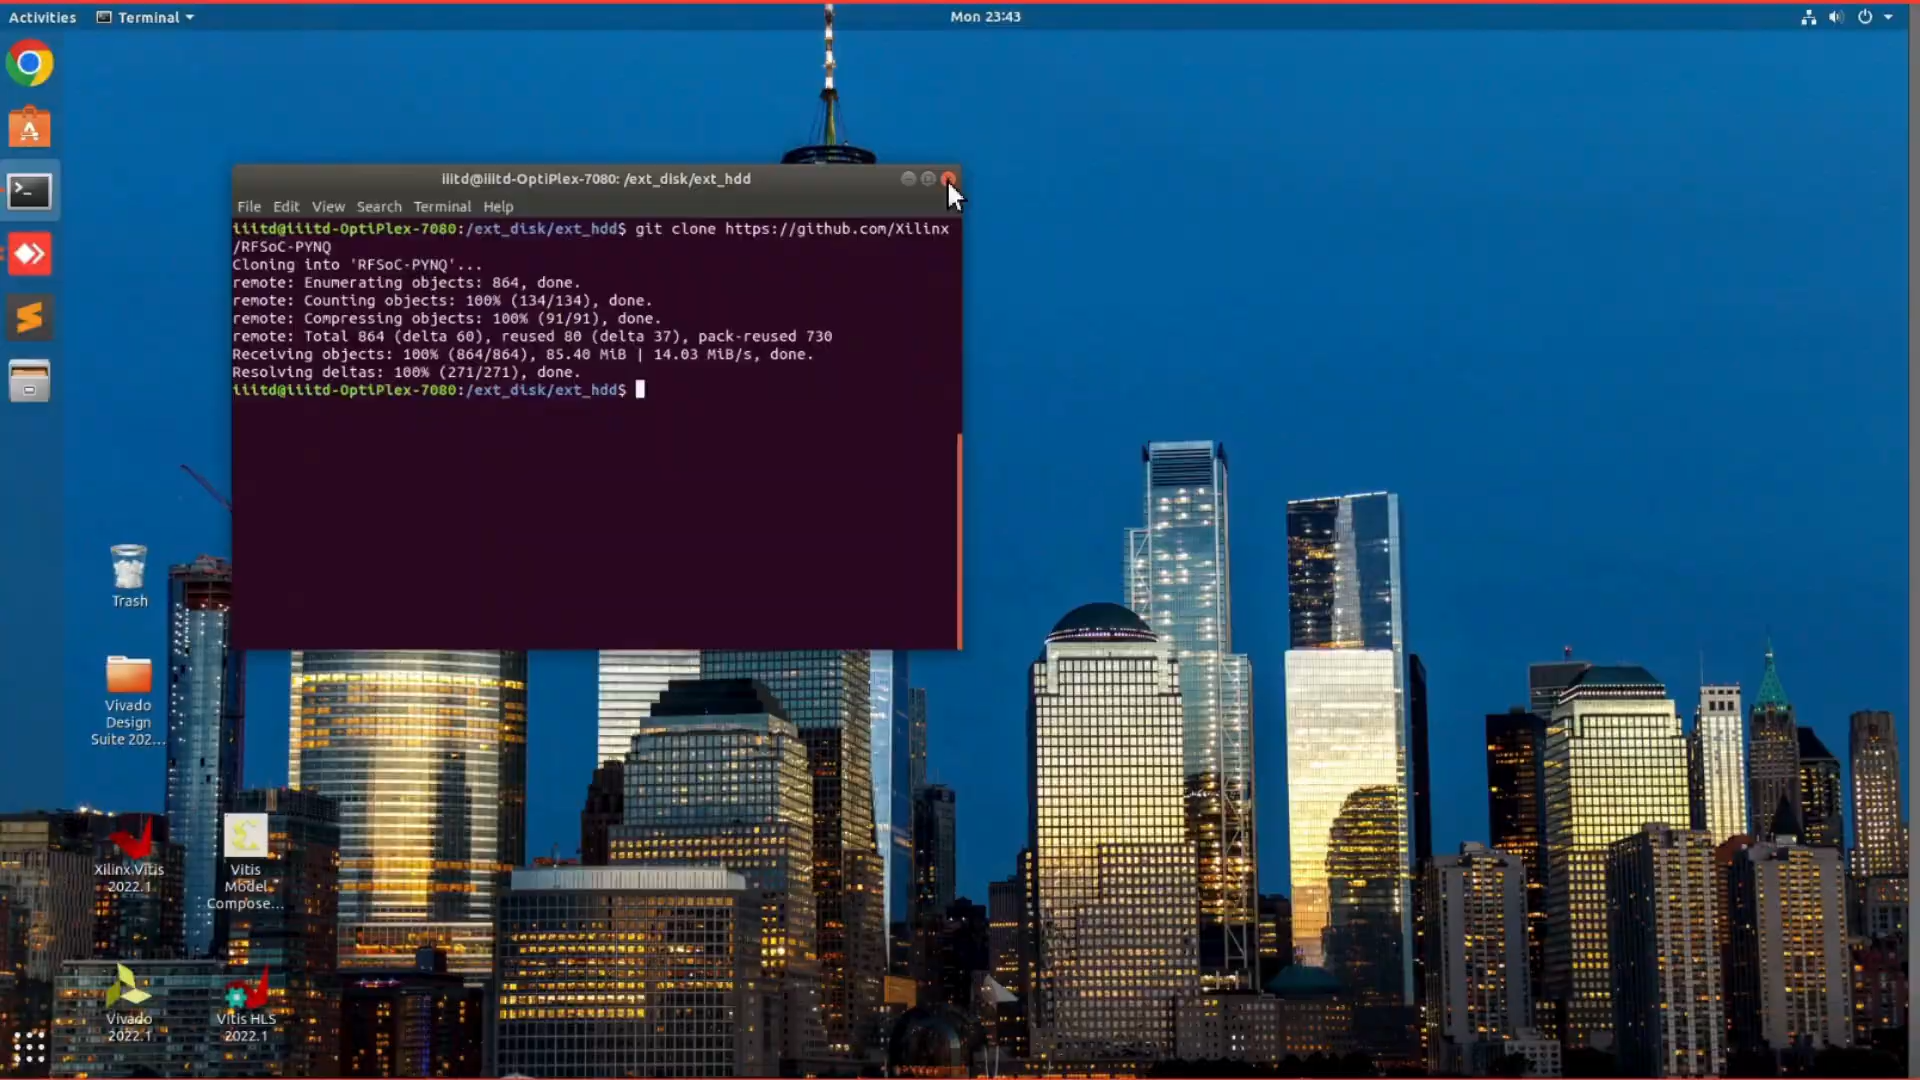 Activities Terminal Mon 23:43
iiitd@iiitd-OptiPlex-7080: /ext_disk/ext_hdd
File Edit View Search Terminal Help
iiitd@iiitd-OptiPlex-7080:/ext_disk/ext_hdd$ git clone https://github.com/Xilinx
/RFSoC-PYNQ
Cloning into 'RFSoC-PYNQ'...
remote: Enumerating objects: 864, done.
remote: Counting objects: 100% (134/134), done.
remote: Compressing objects: 100% (91/91), done.
remote: Total 864 (delta 60), reused 80 (delta 37), pack-reused 730
Receiving objects: 100% (864/864), 85.40 MiB | 14.03 MiB/s, done.
Resolving deltas: 100% (271/271), done.
iiitd@iiitd-OptiPlex-7080:/ext_disk/ext_hdd$
Trash
Vivado
Design
Suite 202...
Xilinx Vitis
2022.1
Vitis
Model
Compose...
Vivado
2022.1
Vitis HLS
2022.1